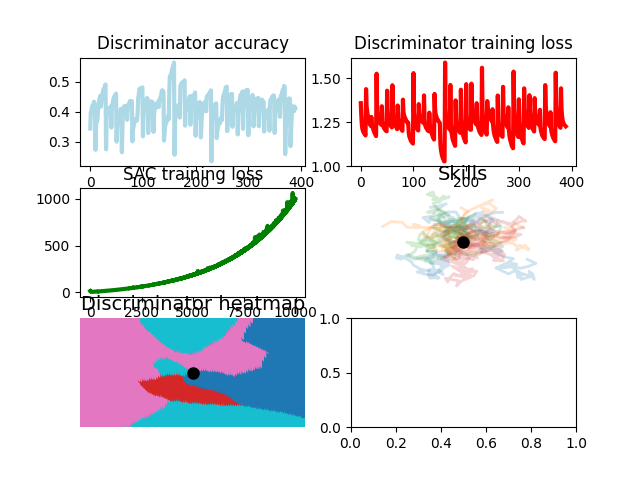 Discriminator accuracy
0.5
0.4
0.3
0 100 200 300 400
Discriminator training loss
1.50
1.25
1.00
0 100 200 300 400
SAC training loss
1000
500
0
0 2500 5000 7500 10000
Skills
Discriminator heatmap
1.0
0.5
0.0
0.0 0.2 0.4 0.6 0.8 1.0